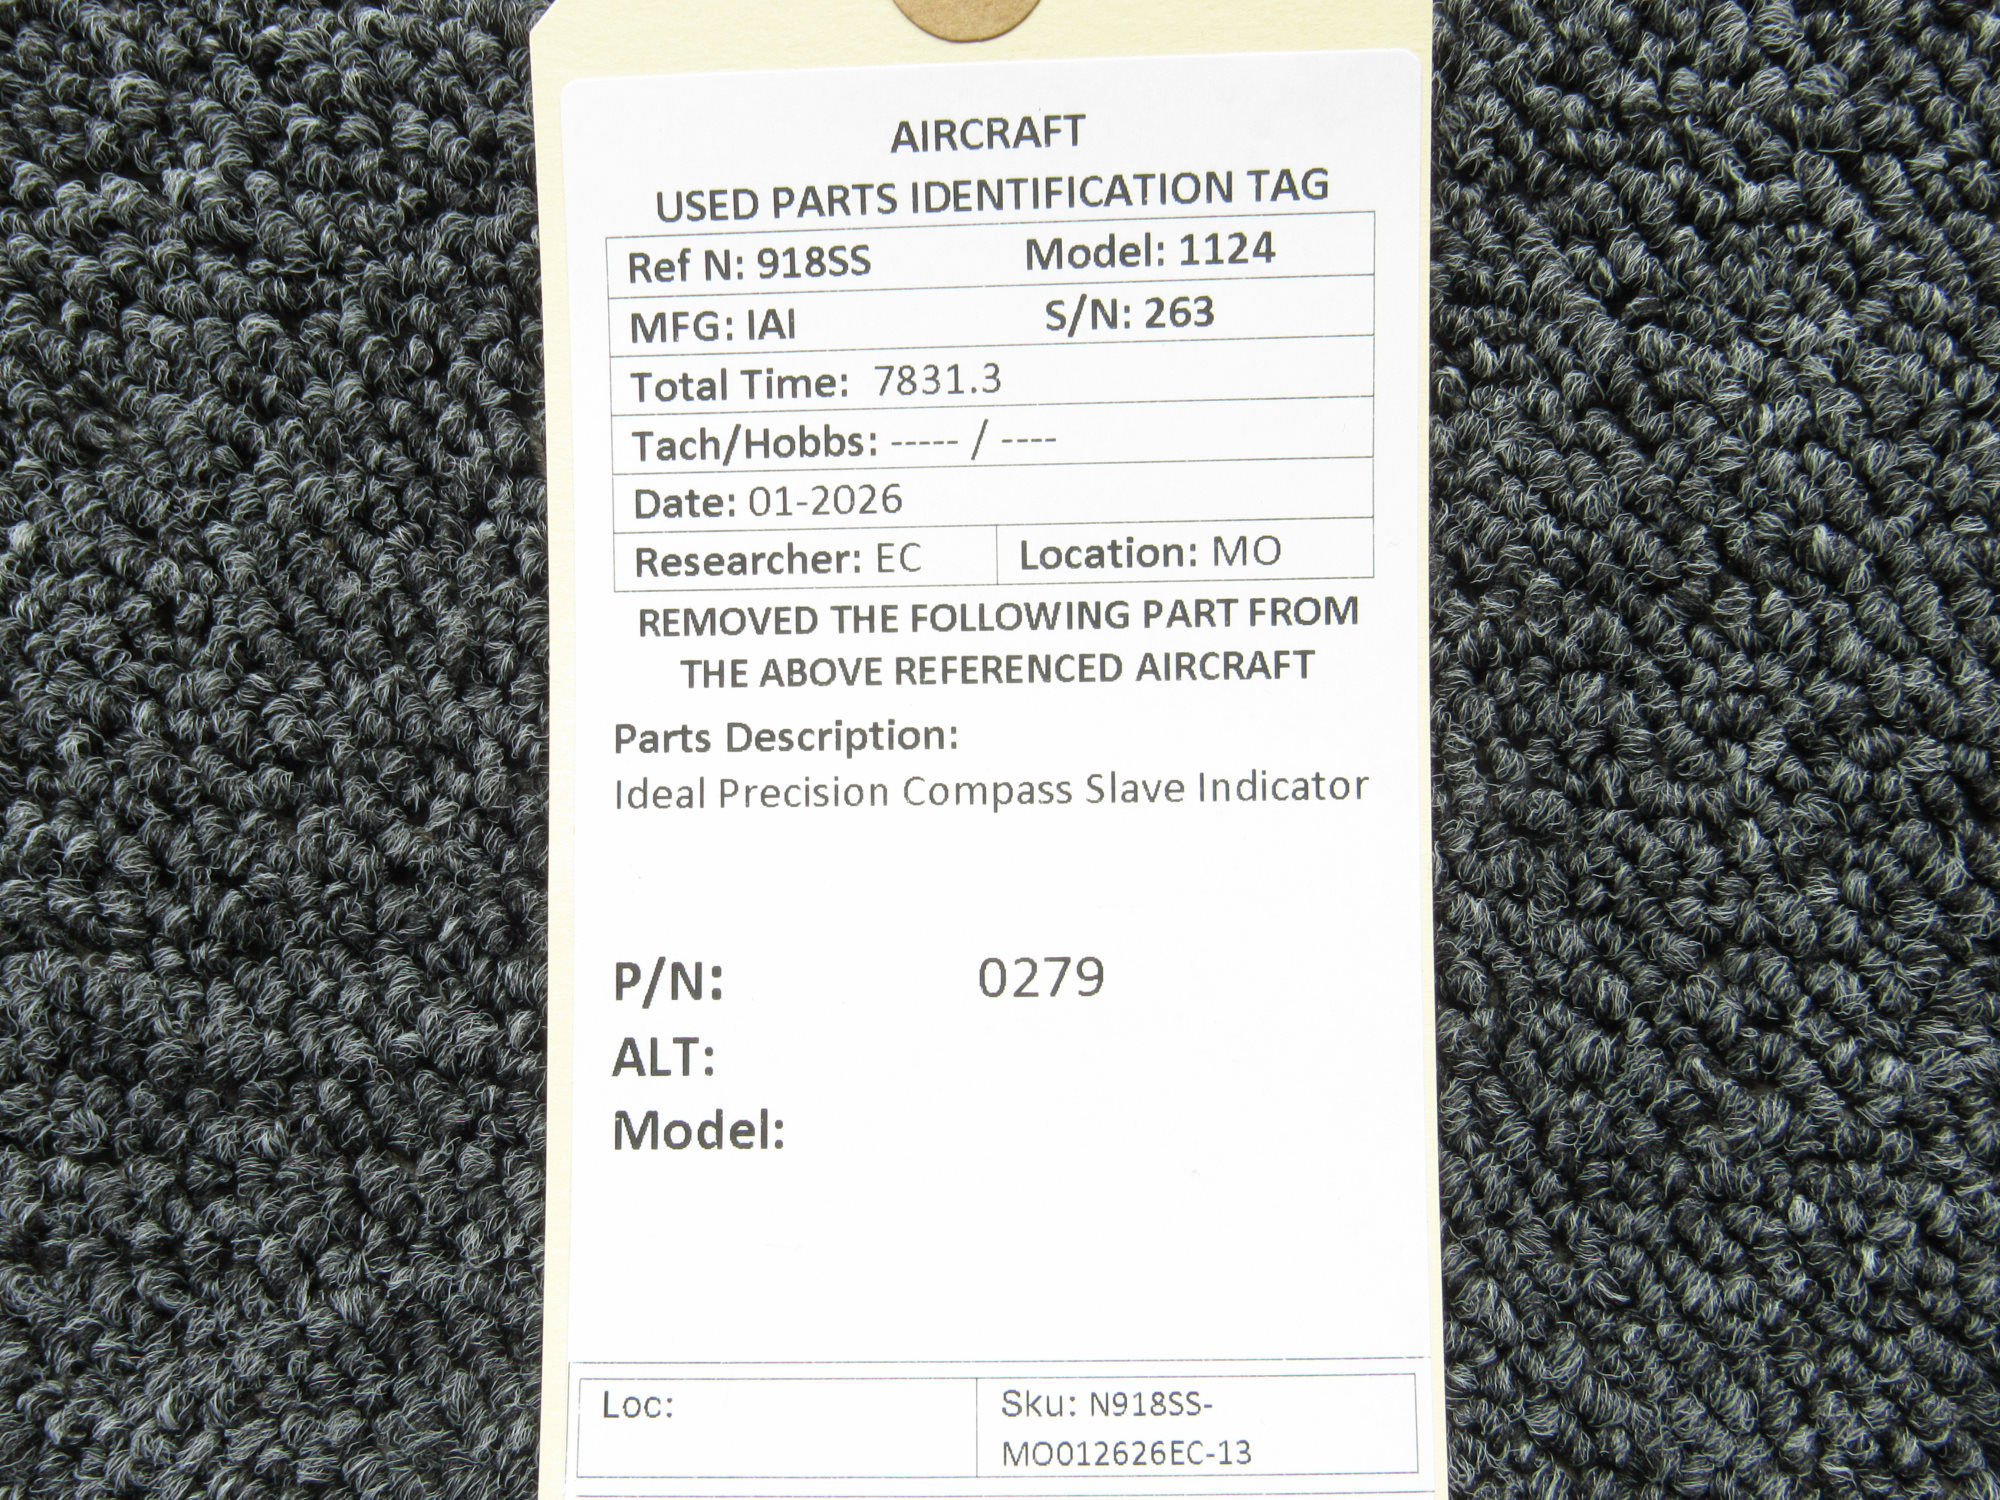 AIRCRAFT
USED PARTS IDENTIFICATION TAG
Ref N: 918SS Model: 1124
MFG: IAI S/N: 263
Total Time: 7831.3
Tach/Hobbs: ----- / ----
Date: 01-2026
Researcher: EC Location: MO
REMOVED THE FOLLOWING PART FROM
THE ABOVE REFERENCED AIRCRAFT
Parts Description:
Ideal Precision Compass Slave Indicator
P/N: 0279
ALT:
Model:
Loc: Sku: N918SS-
MO012626EC-13